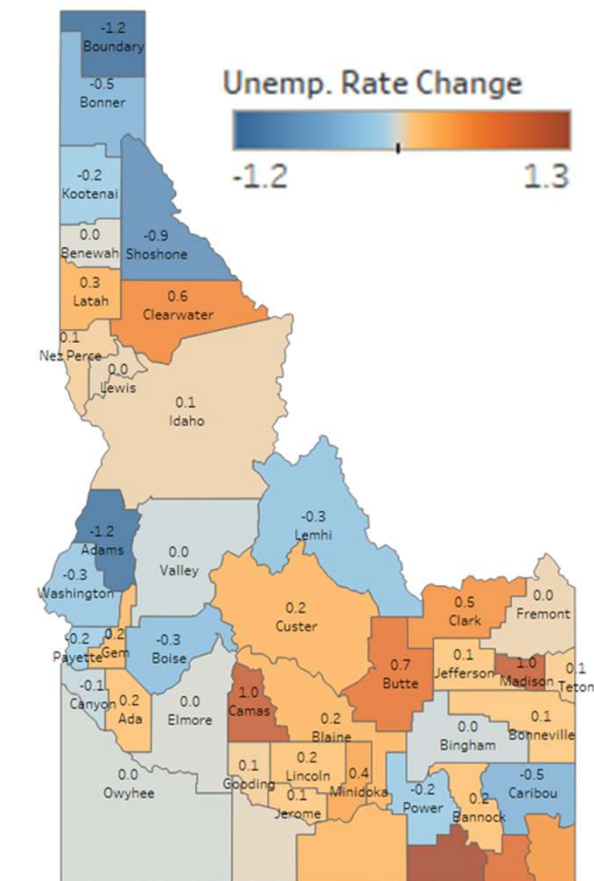 -1.2
Boundary
-0.5
Bonner
Unemp. Rate Change
-1.2 1.3
-0.2
Kootenai
0.0
Benewah
-0.9
Shoshone
0.3
Latah
0.6
Clearwater
0.1
Nez Perce
0.0
Lewis
0.1
Idaho
-1.2
Adams
-0.3
Lemhi
0.0
Valley
-0.3
Washington
0.2
Custer
0.5
Clark
0.0
Fremont
-0.2
Payette
0.2
Gem
-0.3
Boise
0.7
Butte
0.1
Jefferson
1.0
Madison
0.1
Teton
-0.1
Canyon
0.2
Ada
0.0
Elmore
1.0
Camas
0.2
Blaine
0.0
Bingham
0.1
Bonneville
0.0
Owyhee
0.1
Gooding
0.2
Lincoln
0.4
Minidoka
0.1
Jerome
-0.2
Power
0.2
Bannock
-0.5
Caribou